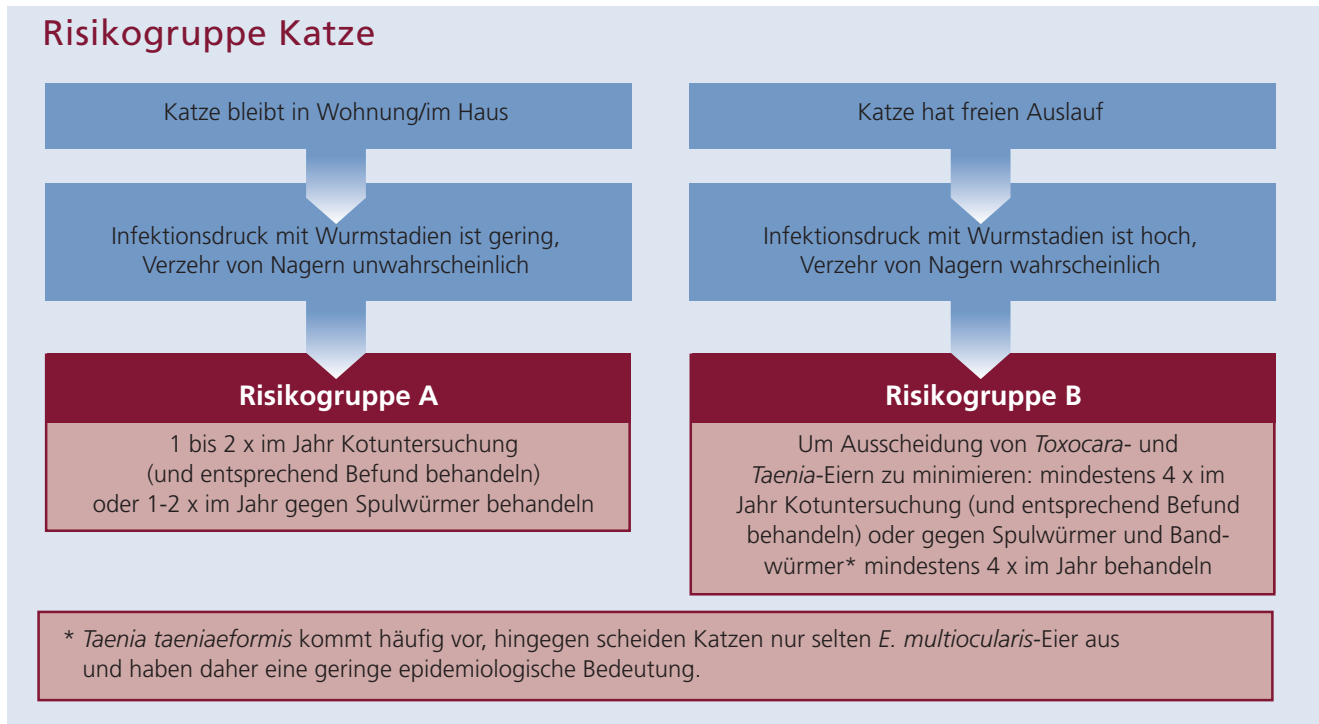 Risikogruppe Katze
Katze bleibt in Wohnung/im Haus
Infektionsdruck mit Wurmstadien ist gering,
Verzehr von Nagern unwahrscheinlich
Risikogruppe A
1 bis 2 x im Jahr Kotuntersuchung
(und entsprechend Befund behandeln)
oder 1-2 x im Jahr gegen Spulwürmer behandeln
Katze hat freien Auslauf
Infektionsdruck mit Wurmstadien ist hoch,
Verzehr von Nagern wahrscheinlich
Risikogruppe B
Um Ausscheidung von Toxocara- und
Taenia-Eiern zu minimieren: mindestens 4 x im
Jahr Kotuntersuchung (und entsprechend Befund
behandeln) oder gegen Spulwürmer und Band-
würmer* mindestens 4 x im Jahr behandeln
* Taenia taeniaeformis kommt häufig vor, hingegen scheiden Katzen nur selten E. multiocularis-Eier aus
und haben daher eine geringe epidemiologische Bedeutung.